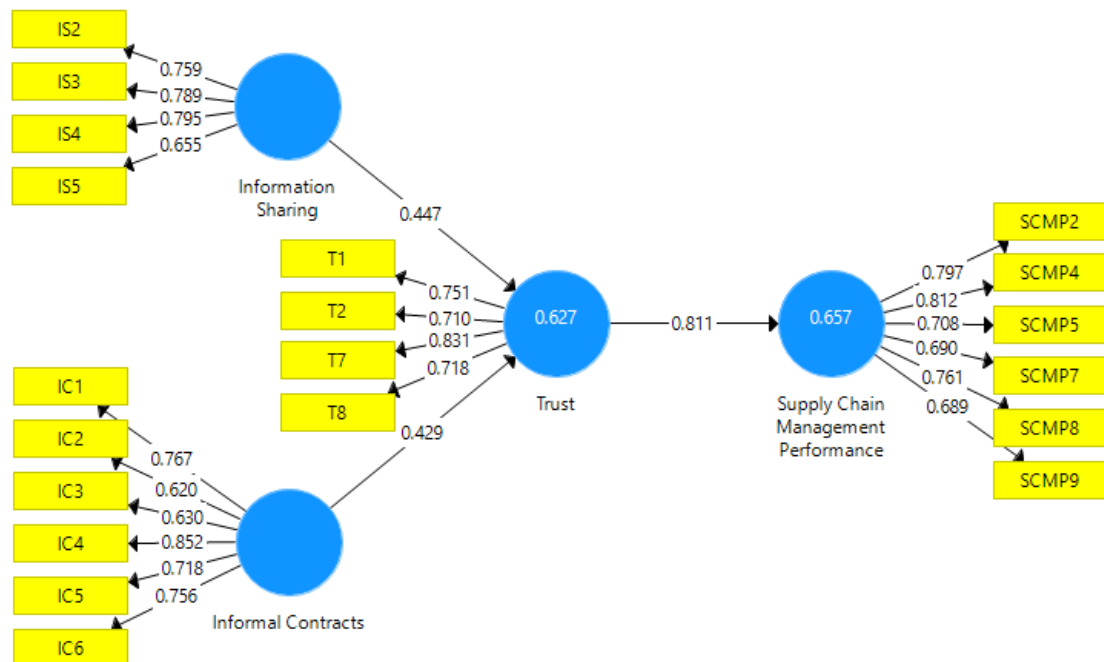 IS2
0.759
IS3
0.789
IS4
0.795
0.655
IS5
Information
Sharing
0.447
T1
0.751
T2
0.710
T7
0.831
0.718
T8
0.627
Trust
0.811
0.657
Supply Chain
Management
Performance
SCMP2
0.797
SCMP4
0.812
SCMP5
0.708
0.690
SCMP7
0.761
0.689
SCMP8
SCMP9
0.429
IC1
IC2
0.767
IC3
0.620
0.630
IC4
0.852
0.718
IC5
0.756
IC6
Informal Contracts